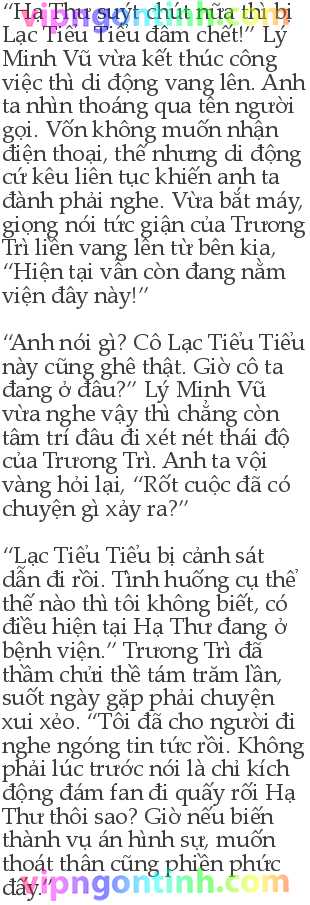 vipngontinh.com
“Hạ Thư suýt chút nữa thì bị
Lạc Tiểu Tiểu đâm chết!” Lý
Minh Vũ vừa kết thúc công
việc thì di động vang lên. Anh
ta nhìn thoáng qua tên người
gọi. Vốn không muốn nhận
điện thoại, thế nhưng di động
cứ kêu liên tục khiến anh ta
đành phải nghe. Vừa bắt máy,
giọng nói tức giận của Trương
Trì liền vang lên từ bên kia,
“Hiện tại vẫn còn đang nằm
viện đây này!”
“Anh nói gì? Cô Lạc Tiểu Tiểu
này cũng ghê thật. Giờ cô ta
đang ở đâu?” Lý Minh Vũ
vừa nghe vậy thì chẳng còn
tâm trí đâu đi xét nét thái độ
của Trương Trì. Anh ta vội
vàng hỏi lại, “Rốt cuộc đã có
chuyện gì xảy ra?”
“Lạc Tiểu Tiểu bị cảnh sát
dẫn đi rồi. Tình huống cụ thể
thế nào thì tôi không biết, có
điều hiện tại Hạ Thư đang ở
bệnh viện.” Trương Trì đã
thầm chửi thề tám trăm lần,
suốt ngày gặp phải chuyện
xui xẻo. “Tôi đã cho người đi
nghe ngóng tin tức rồi. Không
phải lúc trước nói là chỉ kích
động đám fan đi quấy rối Hạ
Thư thôi sao? Giờ nếu biến
thành vụ án hình sự, muốn
thoát thân cũng phiền phức
đấy.”
vipngontinh.com